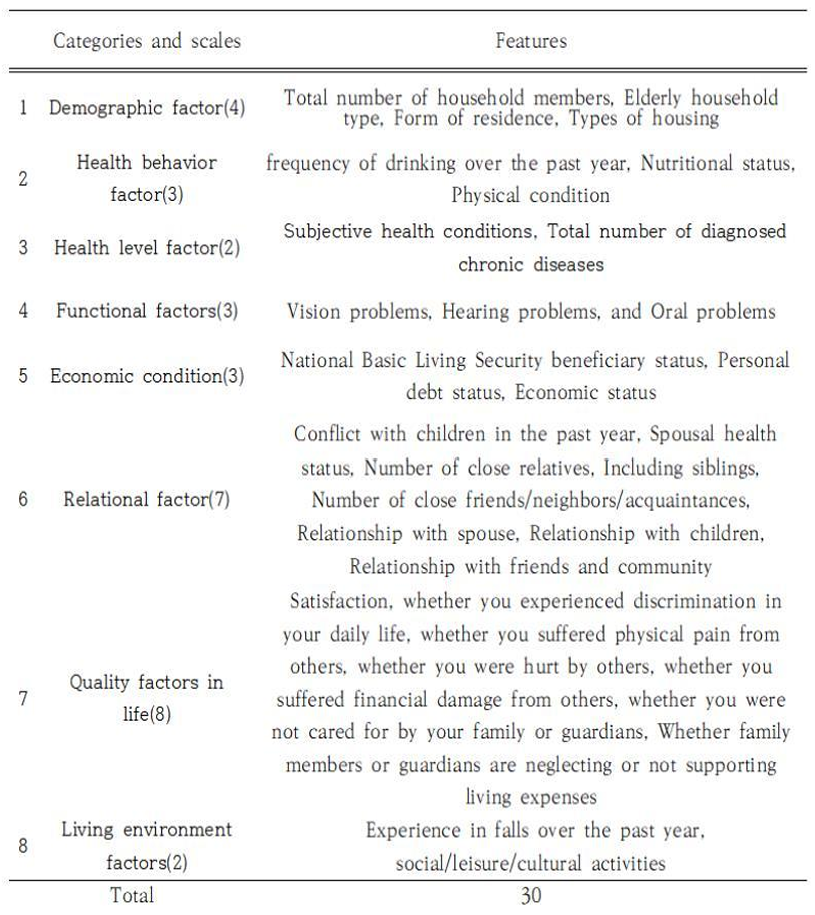 Categories and scales Features
1 Demographic factor(4) Total number of household members, Elderly household
type, Form of residence, Types of housing
2 Health behavior
factor(3)
frequency of drinking over the past year, Nutritional status,
Physical condition
3 Health level factor(2)
Subjective health conditions, Total number of diagnosed
chronic diseases
4 Functional factors(3) Vision problems, Hearing problems, and Oral problems
5 Economic condition(3)
National Basic Living Security beneficiary status, Personal
debt status, Economic status
6 Relational factor(7)
Conflict with children in the past year, Spousal health
status, Number of close relatives, Including siblings,
Number of close friends/neighbors/acquaintances,
Relationship with spouse, Relationship with children,
Relationship with friends and community
7 Quality factors in
life(8)
Satisfaction, whether you experienced discrimination in
your daily life, whether you suffered physical pain from
others, whether you were hurt by others, whether you
suffered financial damage from others, whether you were
not cared for by your family or guardians, Whether family
members or guardians are neglecting or not supporting
living expenses
8 Living environment
factors(2)
Experience in falls over the past year,
social/leisure/cultural activities
Total 30